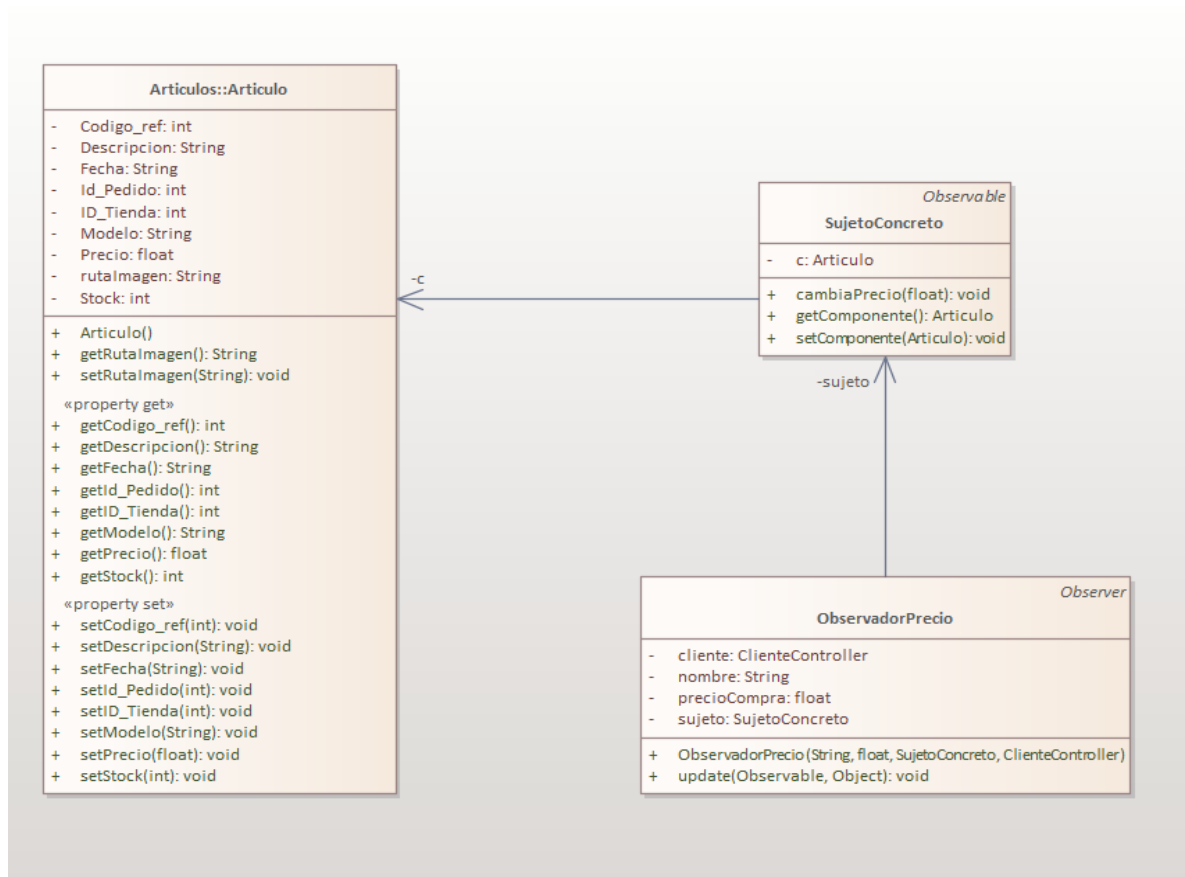 Articulos::Articulo
- Codigo_ref: int
- Descripcion: String
- Fecha: String
- Id_Pedido: int
- ID_Tienda: int
- Modelo: String
- Precio: float
- rutaImagen: String
- Stock: int
+ Articulo()
+ getRutaImagen(): String
+ setRutaImagen(String): void
«property get»
+ getCodigo_ref(): int
+ getDescripcion(): String
+ getFecha(): String
+ getId_Pedido(): int
+ getID_Tienda(): int
+ getModelo(): String
+ getPrecio(): float
+ getStock(): int
«property set»
+ setCodigo_ref(int): void
+ setDescripcion(String): void
+ setFecha(String): void
+ setId_Pedido(int): void
+ setID_Tienda(int): void
+ setModelo(String): void
+ setPrecio(float): void
+ setStock(int): void
-c
Observable
SujetoConcreto
- c: Articulo
+ cambiaPrecio(float): void
+ getComponente(): Articulo
+ setComponente(Articulo): void
-sujeto
Observer
ObservadorPrecio
- cliente: ClienteController
- nombre: String
- precioCompra: float
- sujeto: SujetoConcreto
+ ObservadorPrecio(String, float, SujetoConcreto, ClienteController)
+ update(Observable, Object): void